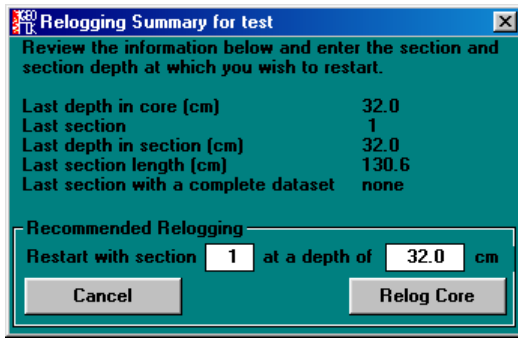 GEO
TK
Relogging Summary for test
Review the information below and enter the section and
section depth at which you wish to restart.
Last depth in core (cm) 32.0
Last section 1
Last depth in section (cm) 32.0
Last section length (cm) 130.6
Last section with a complete dataset none
Recommended Relogging
Restart with section 1 at a depth of 32.0 cm
Cancel Relog Core